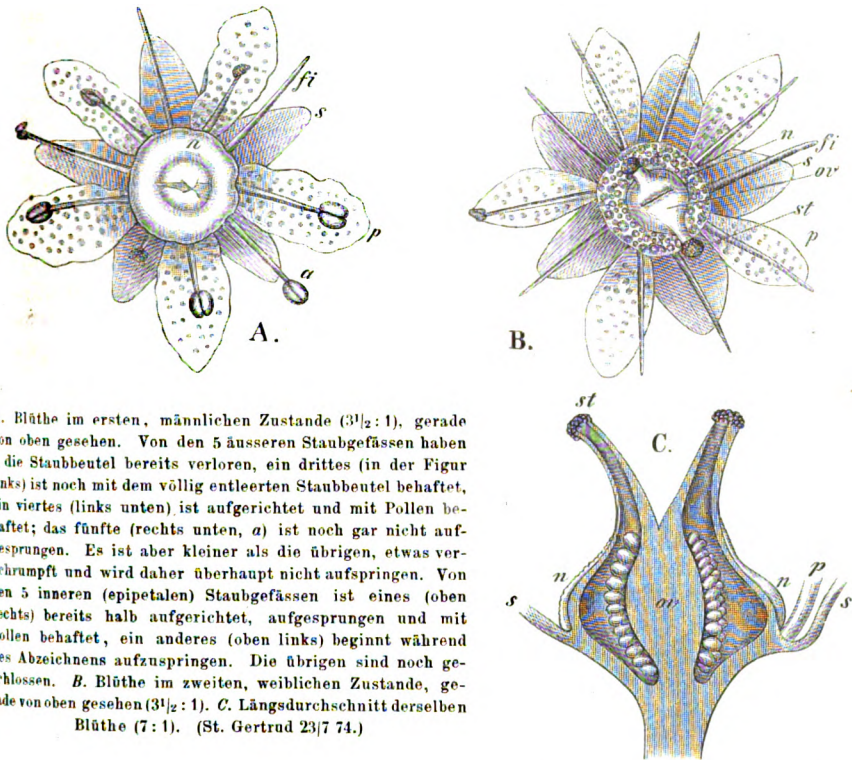 fi
s
n
p
a
A.
n
fi
s
ov
st
p
B.
. Blüthe im ersten, männlichen Zustande (3¹|₂ : 1), gerade
on oben gesehen. Von den 5 äusseren Staubgefässen haben
die Staubbeutel bereits verloren, ein drittes (in der Figur
nks) ist noch mit dem völlig entleerten Staubbeutel behaftet,
in viertes (links unten) ist aufgerichtet und mit Pollen be-
aftet; das fünfte (rechts unten, a) ist noch gar nicht auf-
esprungen. Es ist aber kleiner als die übrigen, etwas ver-
chrumpft und wird daher überhaupt nicht aufspringen. Von
en 5 inneren (epipetalen) Staubgefässen ist eines (oben
echts) bereits halb aufgerichtet, aufgesprungen und mit
ollen behaftet, ein anderes (oben links) beginnt während
es Abzeichnens aufzuspringen. Die übrigen sind noch ge-
chlossen. B. Blüthe im zweiten, weiblichen Zustande, ge-
de von oben gesehen (3¹|₂ : 1). C. Längsdurchschnitt derselben
Blüthe (7 : 1). (St. Gertrud 23|7 74.)
st
C.
n
s
ov
n
p
s